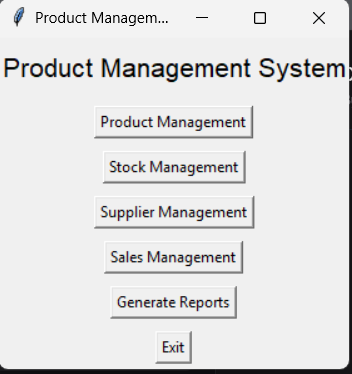 Product Managem...
Product Management System
Product Management
Stock Management
Supplier Management
Sales Management
Generate Reports
Exit